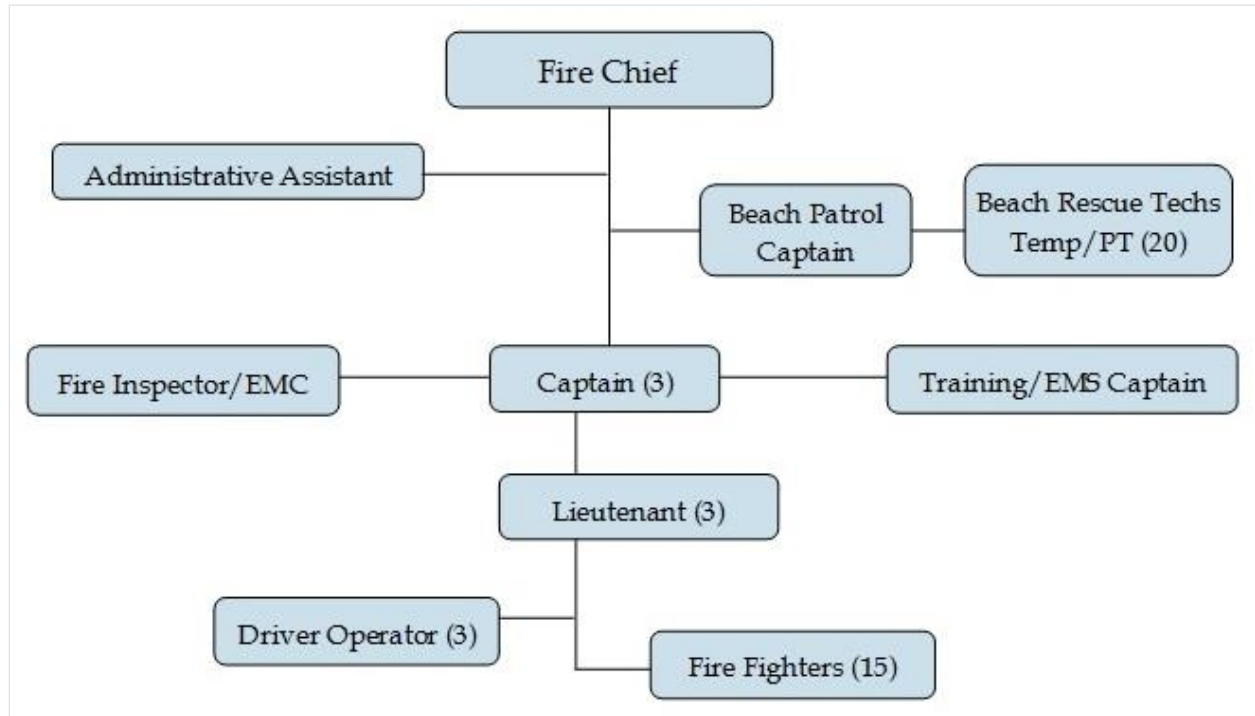 Fire Chief
Administrative Assistant
Beach Patrol
Captain
Beach Rescue Techs
Temp/PT (20)
Fire Inspector/EMC
Captain (3)
Training/EMS Captain
Lieutenant (3)
Driver Operator (3)
Fire Fighters (15)